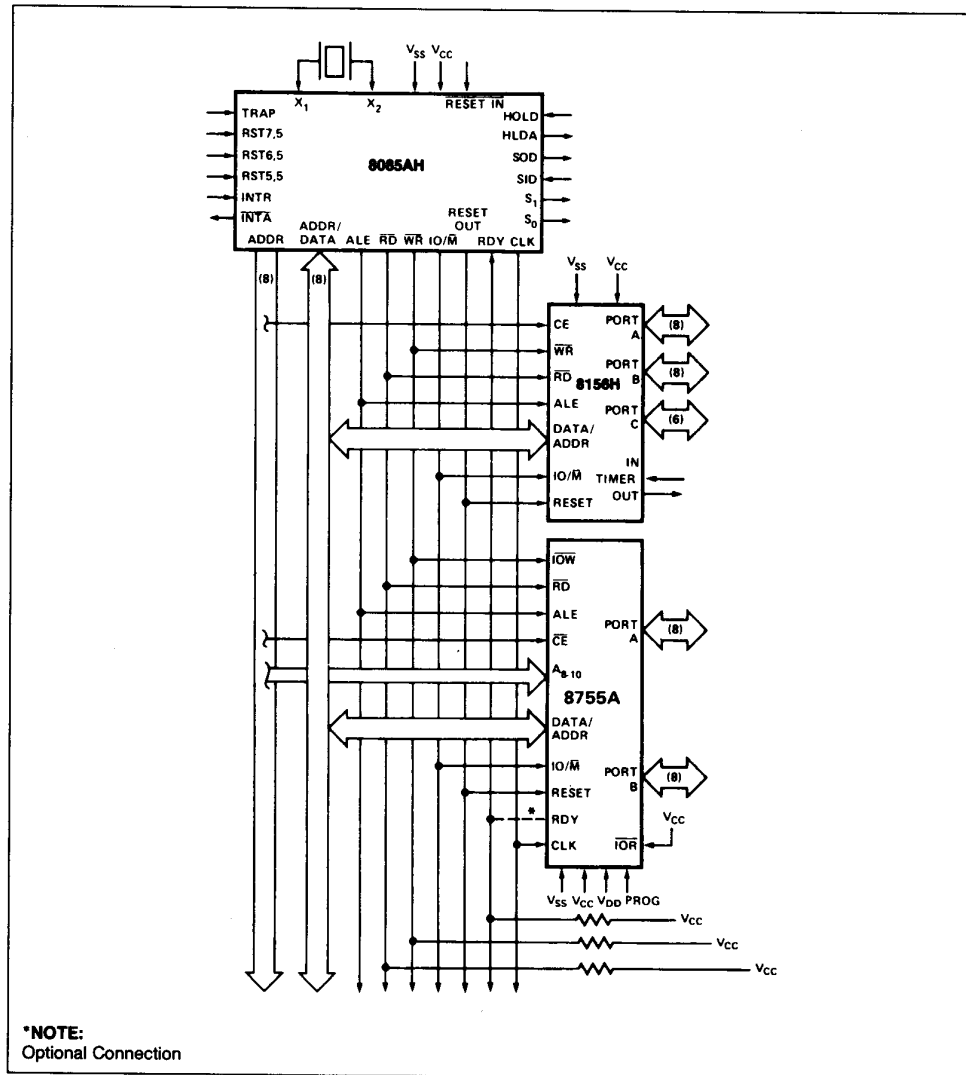 VSS VCC
X1 X2 RESET IN
TRAP
RST7,5
RST6,5
RST5,5
INTR
INTA
8085AH
HOLD
HLDA
SOD
SID
S1
S0
ADDR
ADDR/
DATA
ALE RD WR IO/M
RESET
OUT
RDY CLK
(8) (8)
VSS VCC
CE
WR
RD
ALE
DATA/
ADDR
IO/M
RESET
8156H
PORT
A
(8)
PORT
B
(8)
PORT
C
(6)
IN
TIMER
OUT
IOW
RD
ALE
CE
A8-10
DATA/
ADDR
IO/M
RESET
* RDY
CLK
8755A
PORT
A
(8)
PORT
B
(8)
VCC
IOR
VSS VCC VDD PROG
VCC
VCC
VCC
*NOTE:
Optional Connection